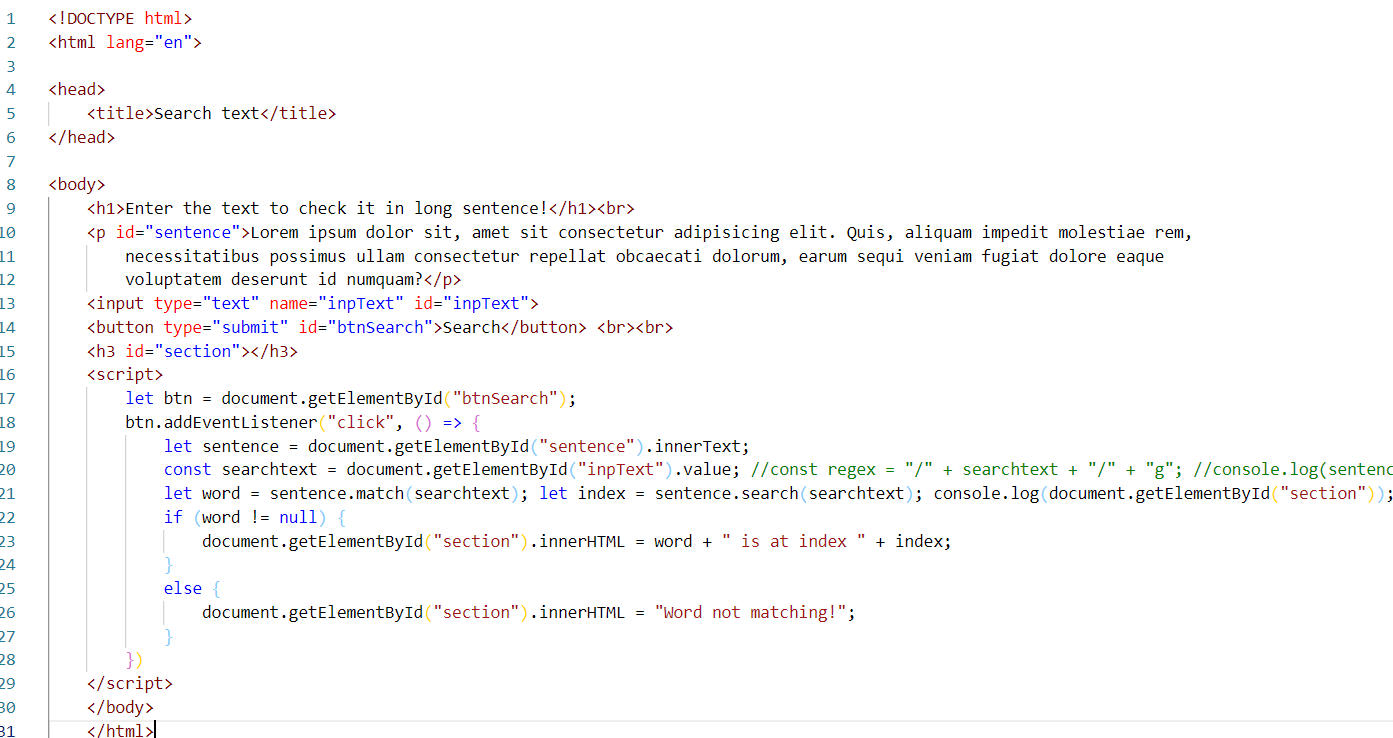 1 <!DOCTYPE html>
2 <html lang="en">
3
4 <head>
5 <title>Search text</title>
6 </head>
7
8 <body>
9 <h1>Enter the text to check it in long sentence!</h1><br>
10 <p id="sentence">Lorem ipsum dolor sit, amet sit consectetur adipisicing elit. Quis, aliquam impedit molestiae rem,
11 necessitatibus possimus ullam consectetur repellat obcaecati dolorum, earum sequi veniam fugiat dolore eaque
12 voluptatem deserunt id numquam?</p>
13 <input type="text" name="inpText" id="inpText">
14 <button type="submit" id="btnSearch">Search</button> <br><br>
15 <h3 id="section"></h3>
16 <script>
17 let btn = document.getElementById("btnSearch");
18 btn.addEventListener("click", () => {
19 let sentence = document.getElementById("sentence").innerText;
20 const searchtext = document.getElementById("inpText").value; //const regex = "/" + searchtext + "/" + "g"; //console.log(sentenc
21 let word = sentence.match(searchtext); let index = sentence.search(searchtext); console.log(document.getElementById("section"));
22 if (word != null) {
23 document.getElementById("section").innerHTML = word + " is at index " + index;
24 }
25 else {
26 document.getElementById("section").innerHTML = "Word not matching!";
27 }
28 })
29 </script>
30 </body>
31 </html>